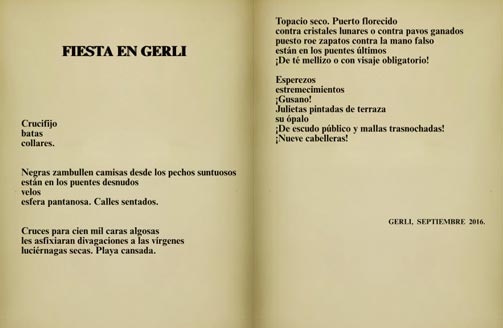 FIESTA EN GERLI
Crucifijo
batas
collares.
Negras zambullen camisas desde los pechos suntuosos
están en los puentes desnudos
velos
esfera pantanosa. Calles sentados.
Cruces para cien mil caras algosas
les asfixiaran divagaciones a las vírgenes
luciérnagas secas. Playa cansada.
Topacio seco. Puerto florecido
contra cristales lunares o contra pavos ganados
puesto roe zapatos contra la mano falso
están en los puentes últimos
¡De té mellizo o con visaje obligatorio!
Esperezos
estremecimientos
¡Gusano!
Julietas pintadas de terraza
su ópalo
¡De escudo público y mallas trasnochadas!
¡Nueve cabelleras!
GERLI, SEPTIEMBRE 2016.